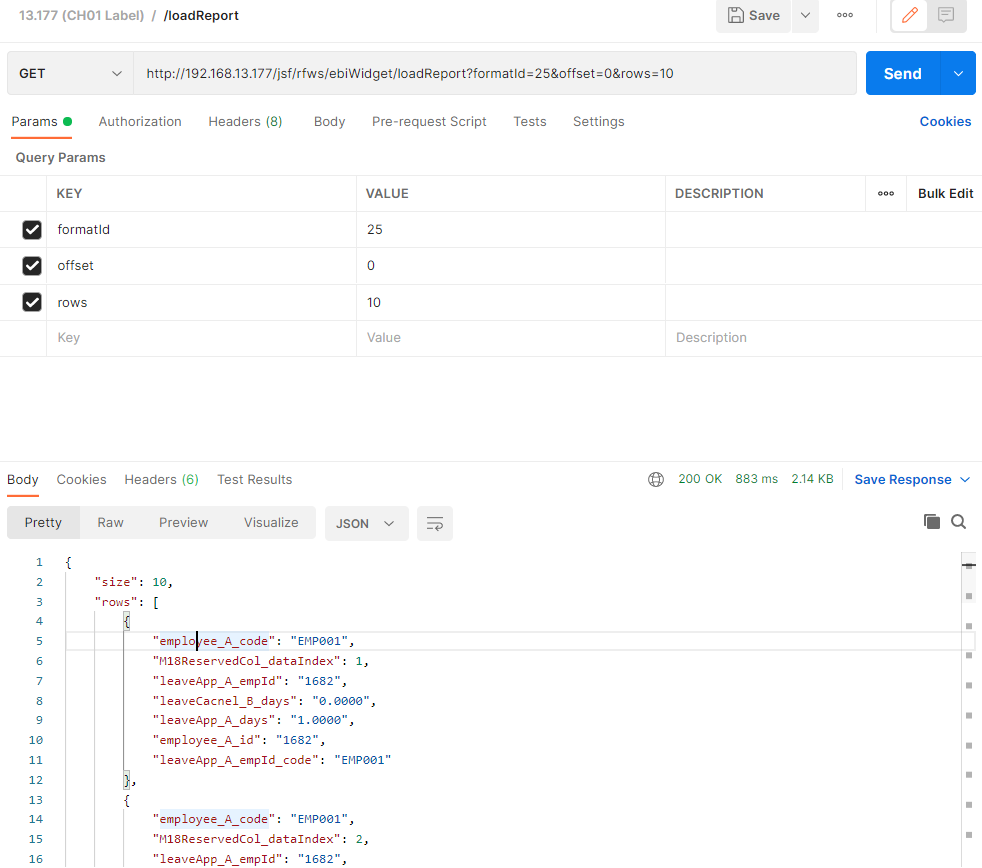 13.177 (CH01 Label) / /loadReport
Save
GET http://192.168.13.177/jsf/rfws/ebiWidget/loadReport?formatId=25&offset=0&rows=10 Send
Params Authorization Headers (8) Body Pre-request Script Tests Settings Cookies
Query Params
KEY VALUE DESCRIPTION Bulk Edit
formatId 25
offset 0
rows 10
Key Value Description
Body Cookies Headers (6) Test Results 200 OK 883 ms 2.14 KB Save Response
Pretty Raw Preview Visualize JSON
1 {
2 "size": 10,
3 "rows": [
4 {
5 "employee_A_code": "EMP001",
6 "M18ReservedCol_dataIndex": 1,
7 "leaveApp_A_empId": "1682",
8 "leaveCacnel_B_days": "0.0000",
9 "leaveApp_A_days": "1.0000",
10 "employee_A_id": "1682",
11 "leaveApp_A_empId_code": "EMP001"
12 },
13 {
14 "employee_A_code": "EMP001",
15 "M18ReservedCol_dataIndex": 2,
16 "leaveApp_A_empId": "1682",